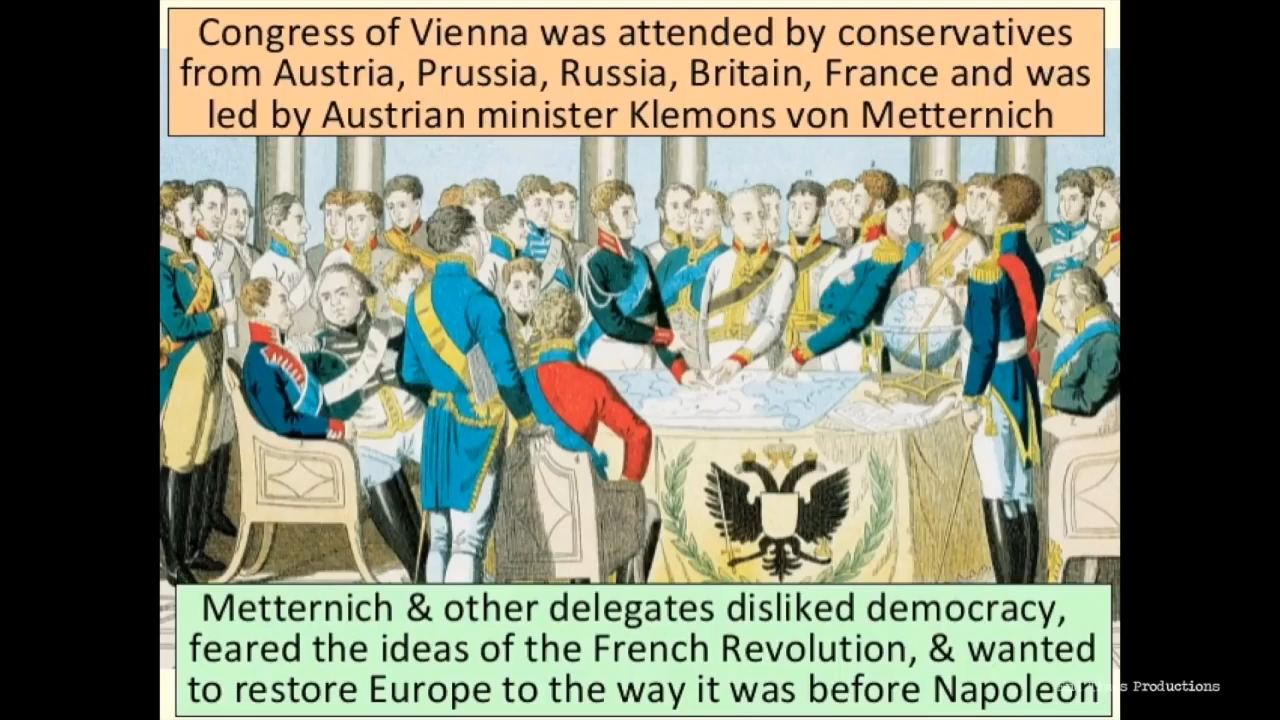 Congress of Vienna was attended by conservatives
from Austria, Prussia, Russia, Britain, France and was
led by Austrian minister Klemons von Metternich
Metternich & other delegates disliked democracy,
feared the ideas of the French Revolution, & wanted
to restore Europe to the way it was before Napoleon
Productions